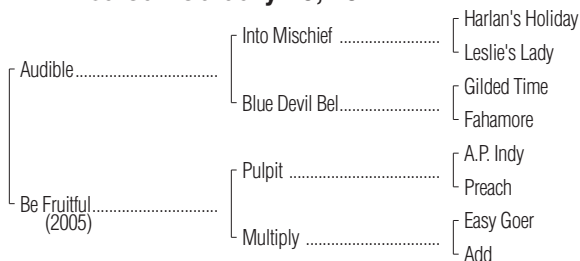 Harlan's Holiday
Into Mischief ........................
Leslie's Lady
Audible..................................
Gilded Time
Blue Devil Bel........................
Fahamore
A.P. Indy
Pulpit ....................................
Preach
Be Fruitful..............................
(2005)
Easy Goer
Multiply ................................
Add